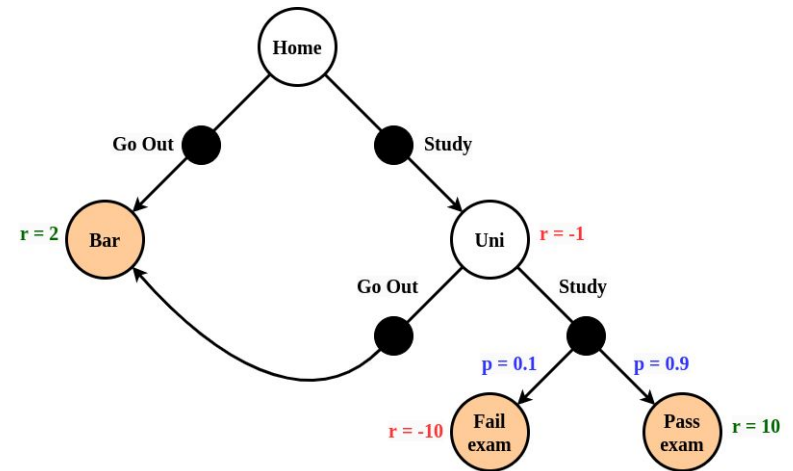 Home
Go Out
Study
r = 2
Bar
Uni
r = -1
Go Out
Study
p = 0.1
p = 0.9
r = -10
Fail
exam
Pass
exam
r = 10